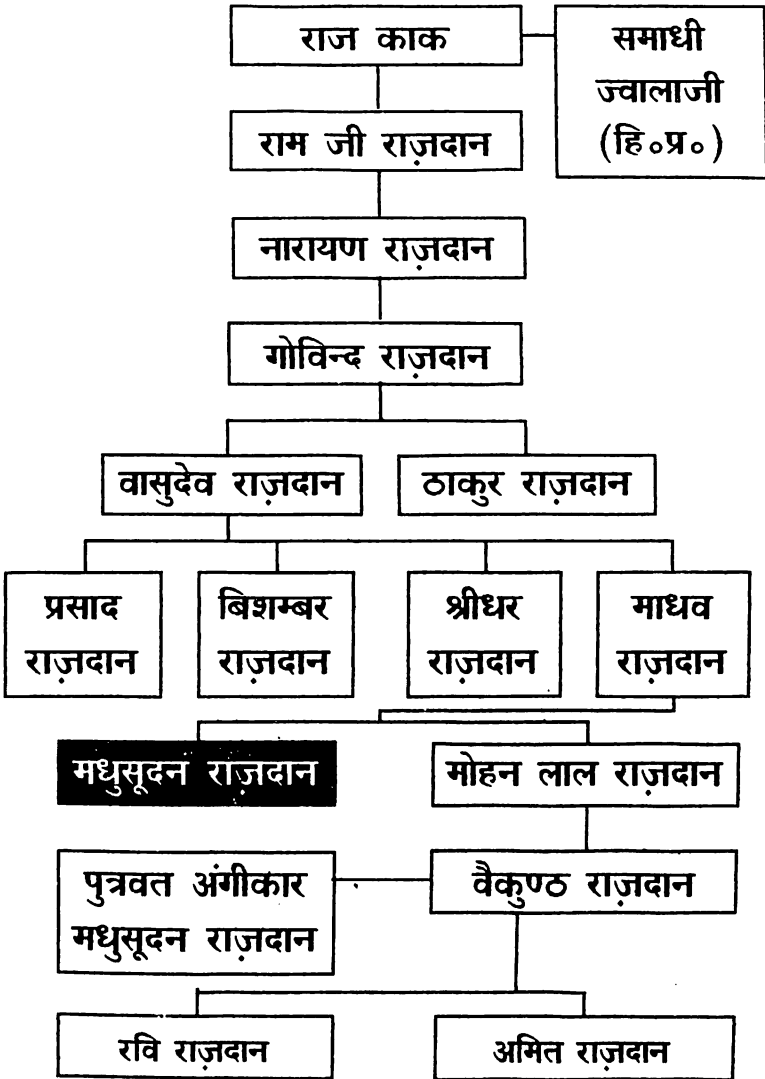 राज काक
समाधी
ज्वालाजी
(हि०प्र०)
राम जी राज़दान
नारायण राज़दान
गोविन्द राज़दान
वासुदेव राज़दान
ठाकुर राज़दान
प्रसाद
राज़दान
बिशम्बर
राज़दान
श्रीधर
राज़दान
माधव
राज़दान
मधुसूदन राज़दान
मोहन लाल राज़दान
पुत्रवत अंगीकार
मधुसूदन राज़दान
वैकुण्ठ राज़दान
रवि राज़दान
अमित राज़दान